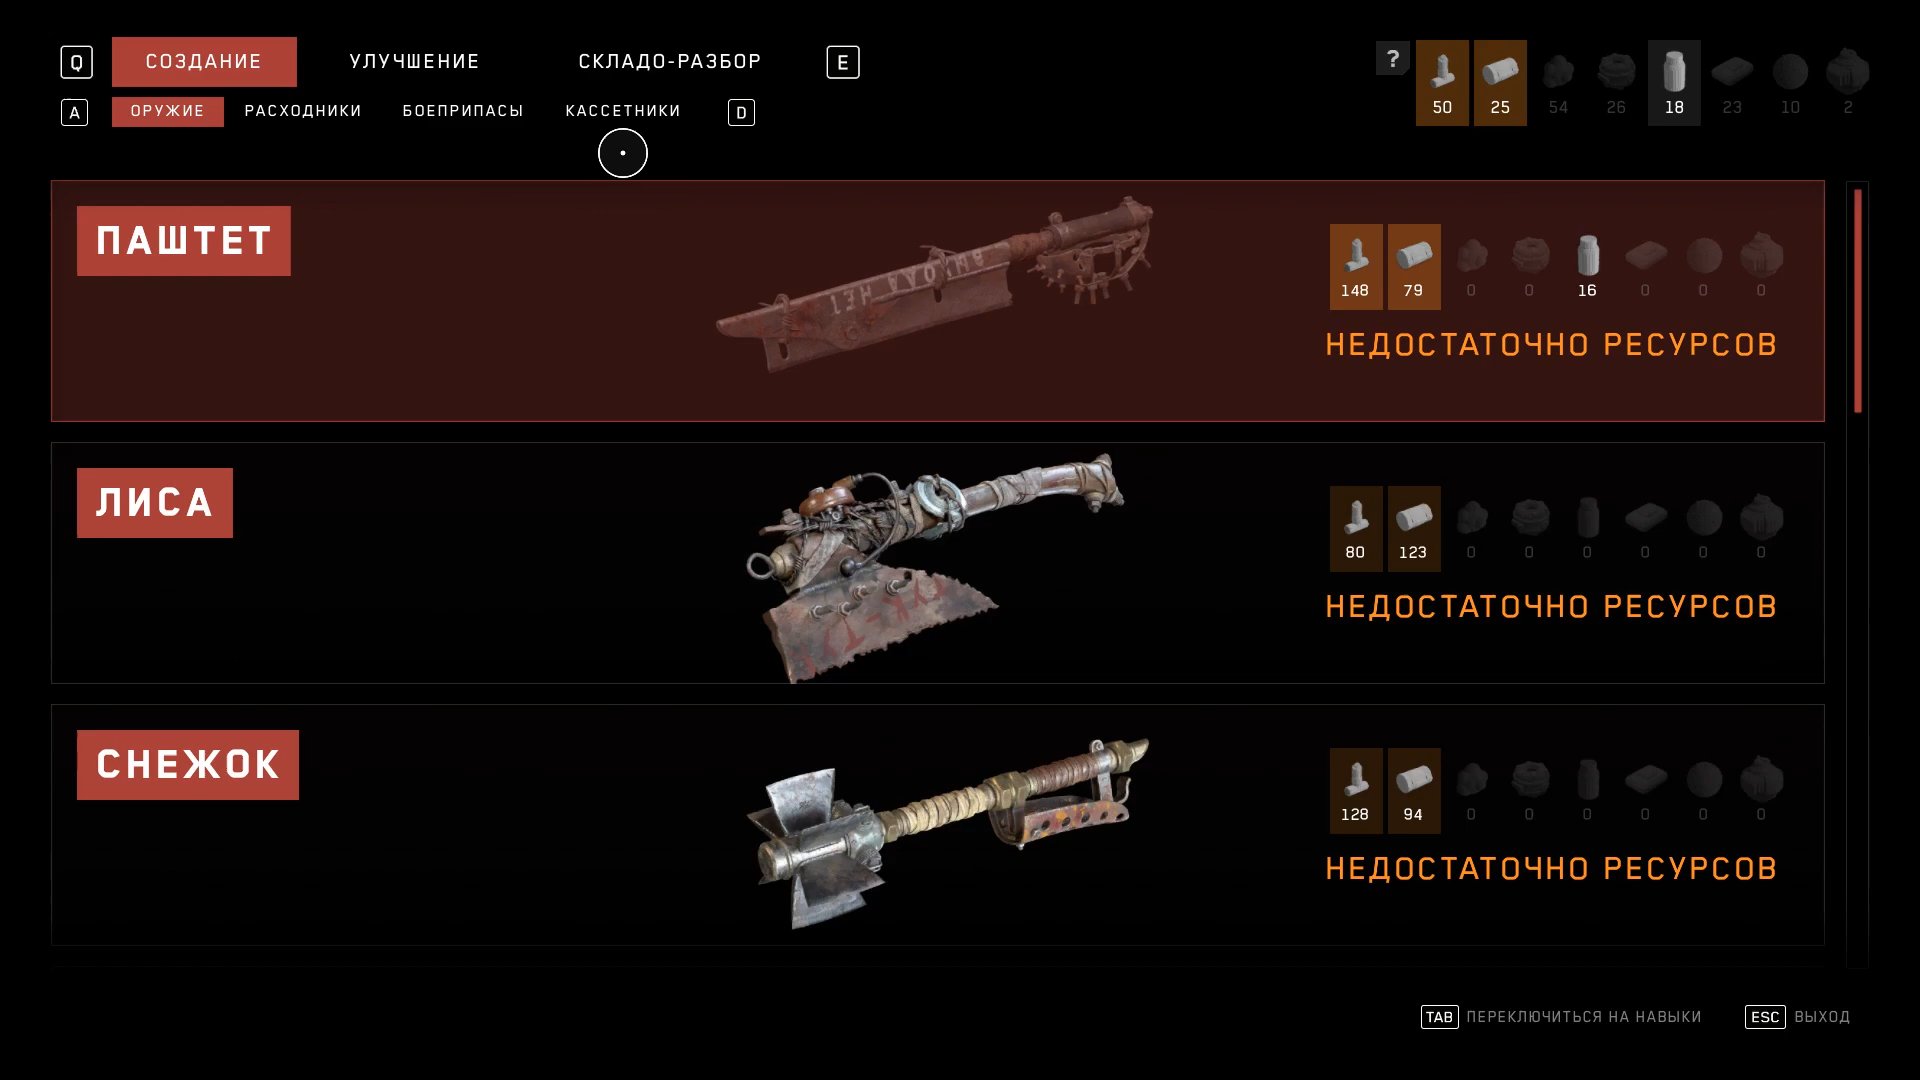 Q СОЗДАНИЕ УЛУЧШЕНИЕ СКЛАДО-РАЗБОР E
A ОРУЖИЕ РАСХОДНИКИ БОЕПРИПАСЫ КАССЕТНИКИ D
?
50 25 54 26 18 23 10 2
ПАШТЕТ
148 79 0 0 16 0 0 0
НЕДОСТАТОЧНО РЕСУРСОВ
ЛИСА
80 123 0 0 0 0 0 0
НЕДОСТАТОЧНО РЕСУРСОВ
СНЕЖОК
128 94 0 0 0 0 0 0
НЕДОСТАТОЧНО РЕСУРСОВ
TAB ПЕРЕКЛЮЧИТЬСЯ НА НАВЫКИ ESC ВЫХОД